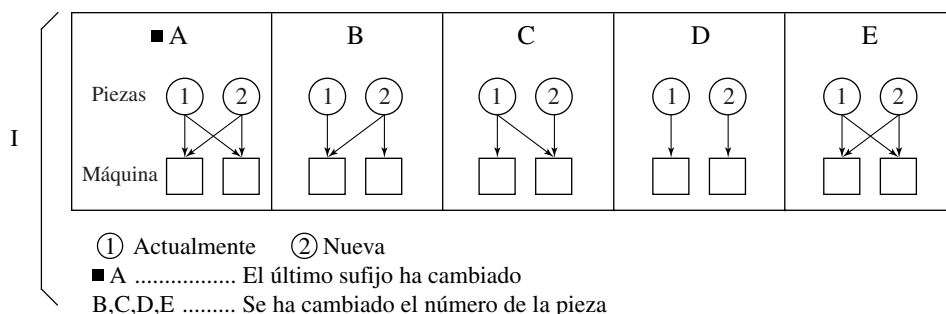 ■ A B C D E
Piezas 1 2 1 2 1 2 1 2 1 2
I
Máquina
1 Actualmente 2 Nueva
■ A ................. El último sufijo ha cambiado
B,C,D,E ......... Se ha cambiado el número de la pieza